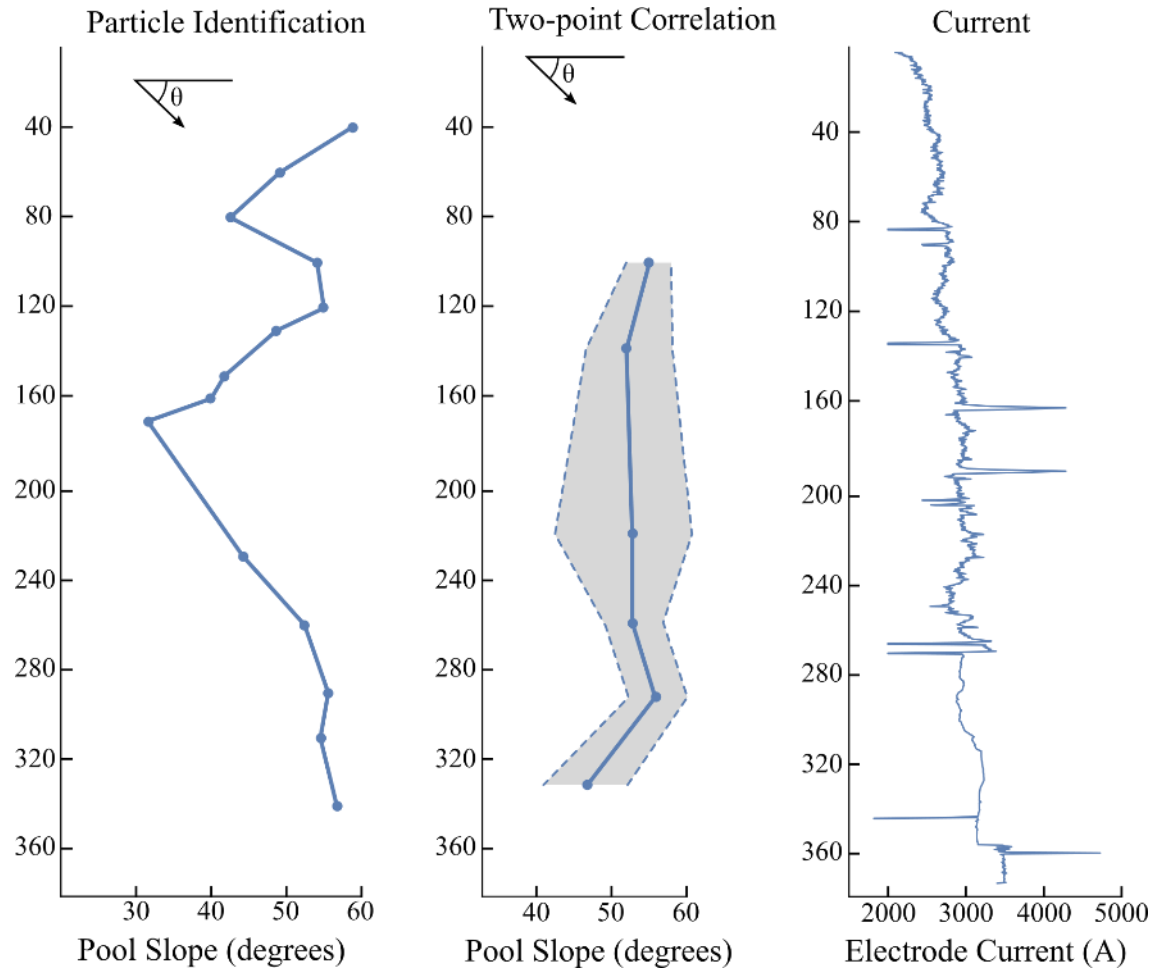 Particle Identification
θ
40
80
120
160
200
240
280
320
360
30 40 50 60
Pool Slope (degrees)
Two-point Correlation
θ
40
80
120
160
200
240
280
320
360
40 50 60
Pool Slope (degrees)
Current
40
80
120
160
200
240
280
320
360
2000 3000 4000 5000
Electrode Current (A)